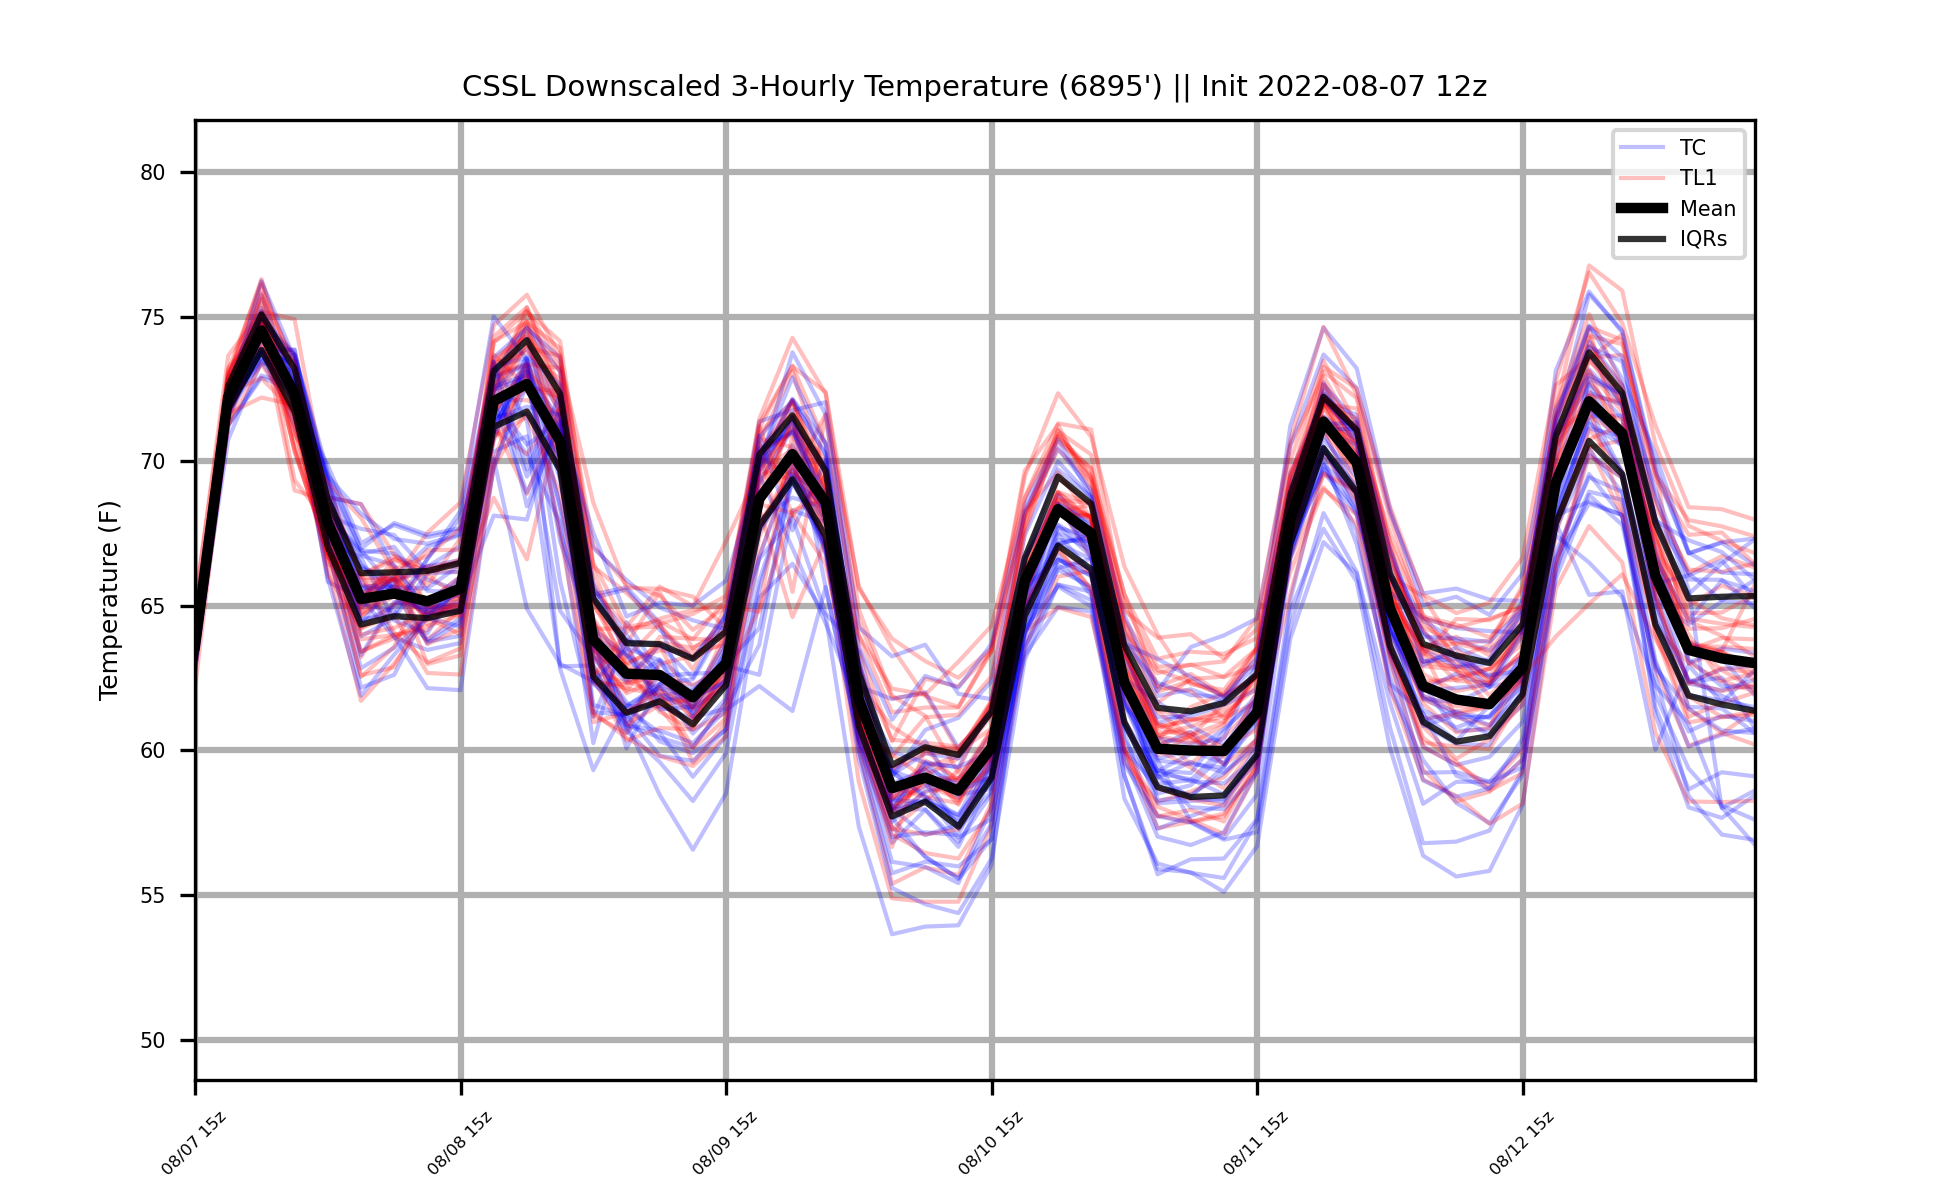 CSSL Downscaled 3-Hourly Temperature (6895') || Init 2022-08-07 12z
TC
TL1
Mean
IQRs
Temperature (F)
80
75
70
65
60
55
50
08/07 15z
08/08 15z
08/09 15z
08/10 15z
08/11 15z
08/12 15z